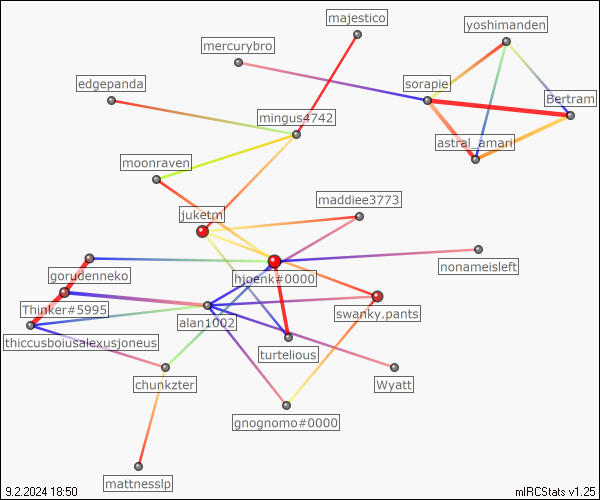 majestico
yoshimanden
mercurybro
edgepanda
sorapie
Bertram
mingus4742
astral_amari
moonraven
maddiee3773
juketm
gorudenneko
hjoenk#0000
nonameisleft
Thinker#5995
swanky.pants
alan1002
thiccusboiusalexusjoneus
turtelious
chunkzter
Wyatt
gnognomo#0000
mattnesslp
9.2.2024 18:50
mIRCStats v1.25